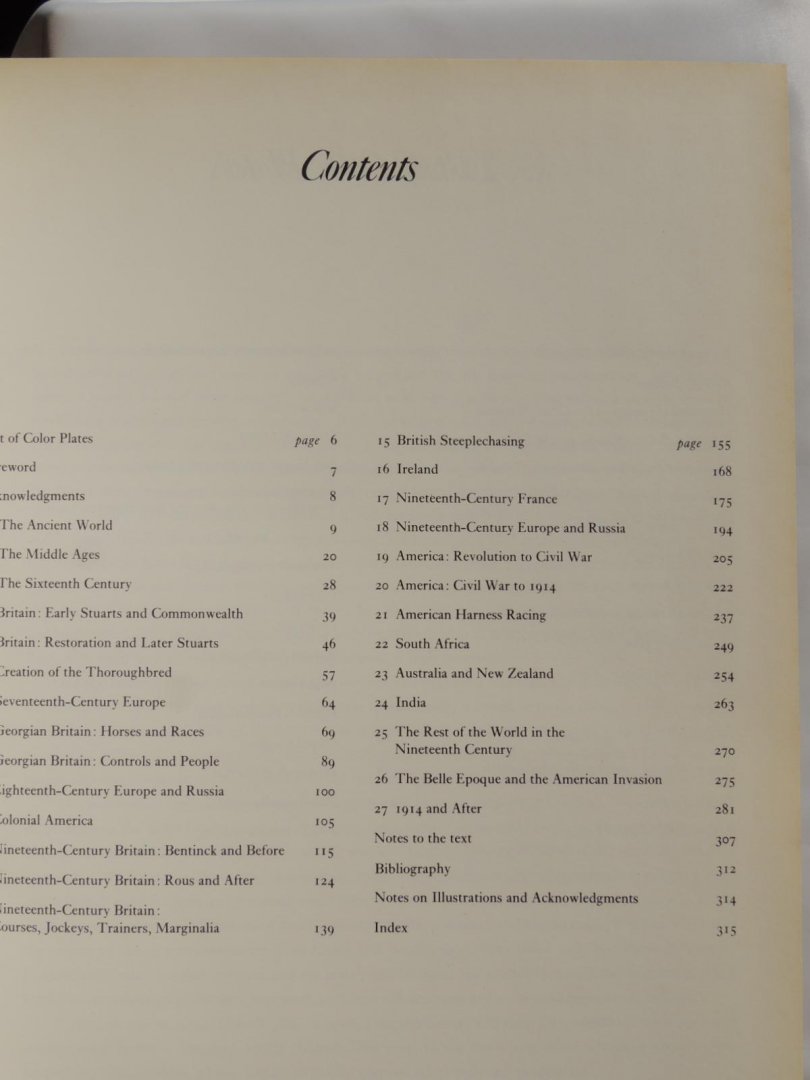 Contents
t of Color Plates page 6
eword 7
nowledgments 8
The Ancient World 9
The Middle Ages 20
The Sixteenth Century 28
Britain: Early Stuarts and Commonwealth 39
Britain: Restoration and Later Stuarts 46
Creation of the Thoroughbred 57
Seventeenth-Century Europe 64
Georgian Britain: Horses and Races 69
Georgian Britain: Controls and People 89
Eighteenth-Century Europe and Russia 100
Colonial America 105
Nineteenth-Century Britain: Bentinck and Before 115
Nineteenth-Century Britain: Rous and After 124
Nineteenth-Century Britain:
Courses, Jockeys, Trainers, Marginalia 139
15 British Steeplechasing page 155
16 Ireland 168
17 Nineteenth-Century France 175
18 Nineteenth-Century Europe and Russia 194
19 America: Revolution to Civil War 205
20 America: Civil War to 1914 222
21 American Harness Racing 237
22 South Africa 249
23 Australia and New Zealand 254
24 India 263
25 The Rest of the World in the
Nineteenth Century 270
26 The Belle Epoque and the American Invasion 275
27 1914 and After 281
Notes to the text 307
Bibliography 312
Notes on Illustrations and Acknowledgments 314
Index 315